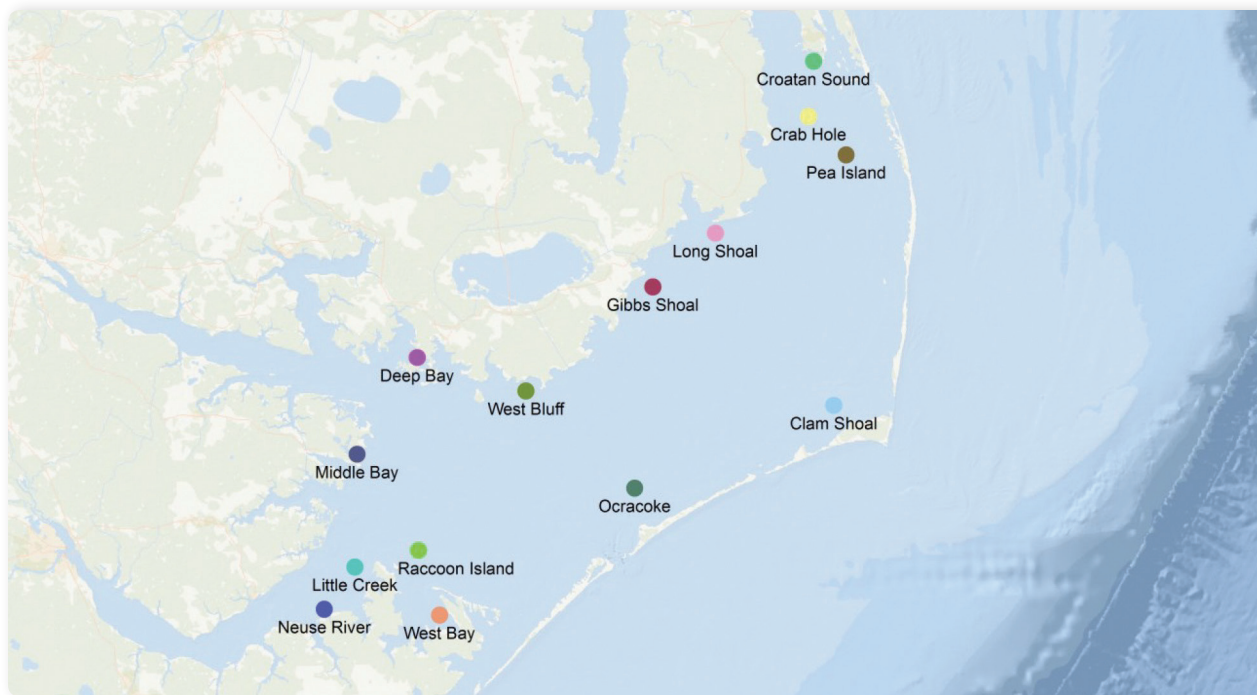 Croatan Sound
Crab Hole
Pea Island
Long Shoal
Gibbs Shoal
Deep Bay
West Bluff
Clam Shoal
Middle Bay
Ocracoke
Raccoon Island
Little Creek
Neuse River
West Bay